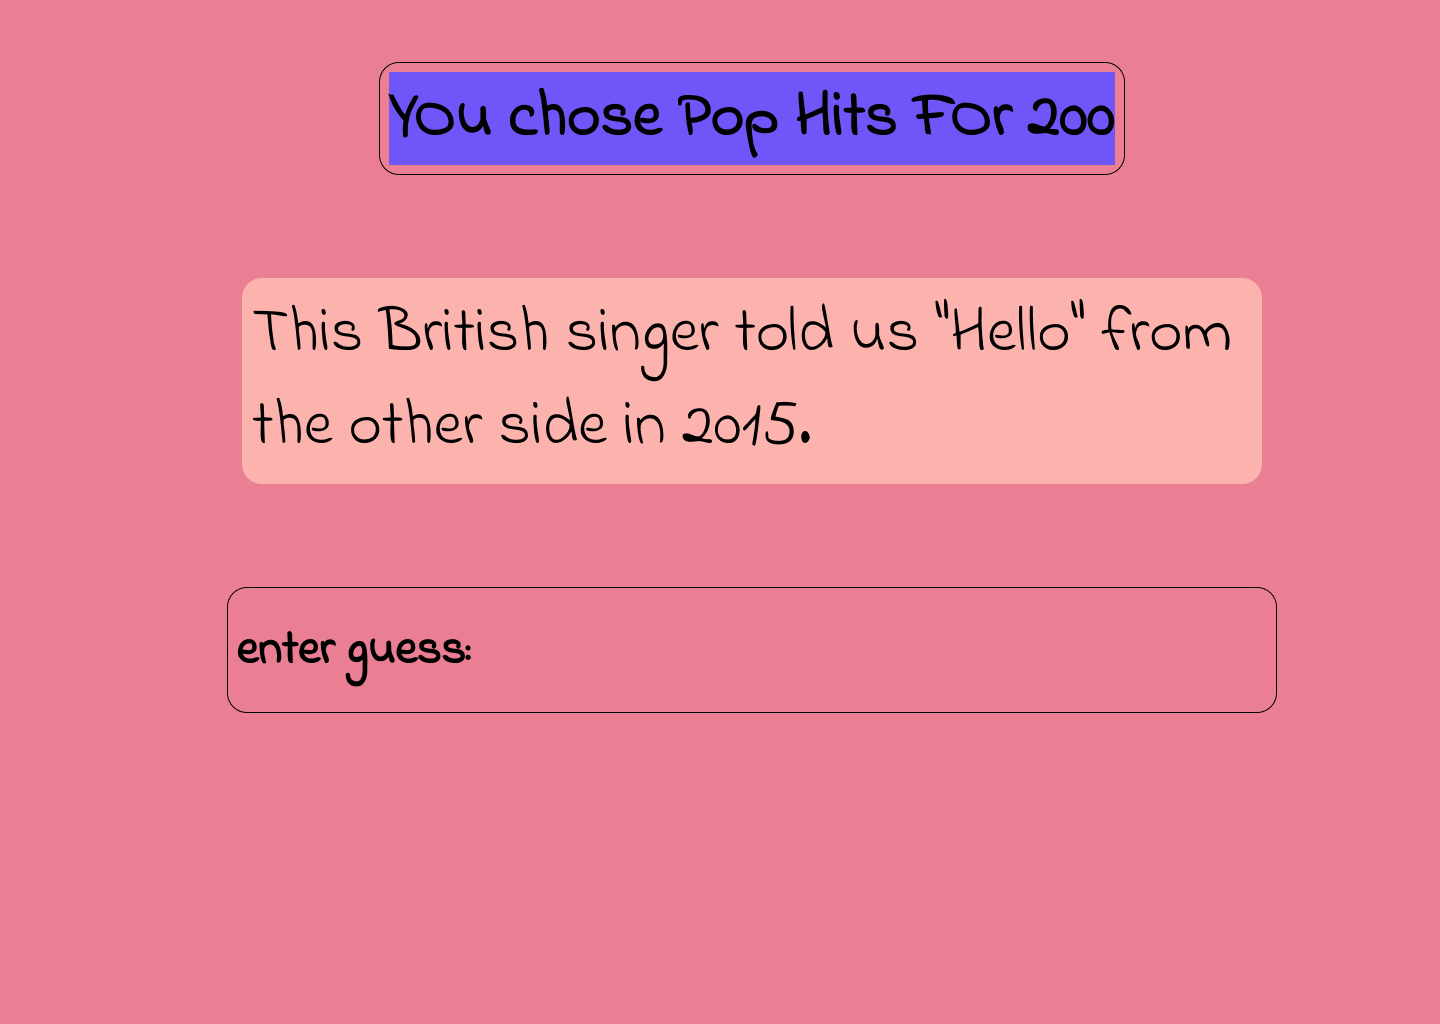 YOu chose Pop Hits FOr 200
This British singer told us "Hello" from
the other side in 2015.
enter guess: